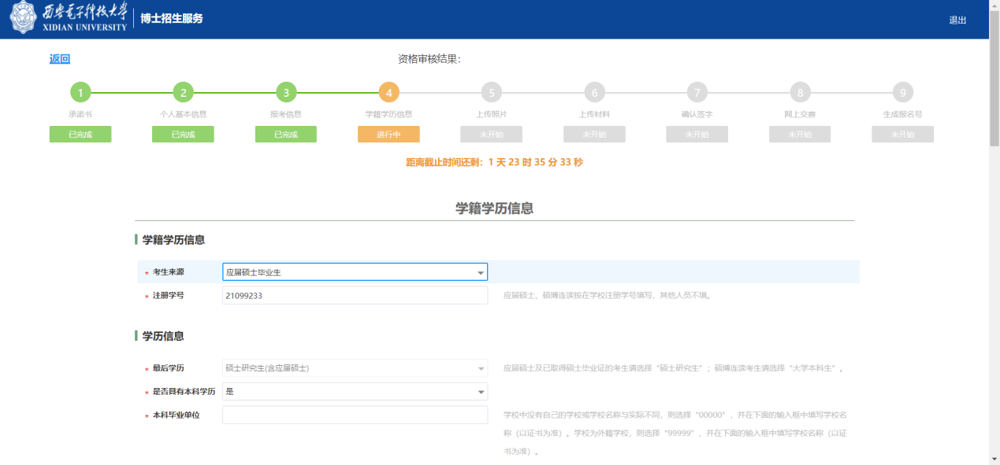 西安电子科技大学
XIDIAN UNIVERSITY
博士招生服务
退出
返回
资格审核结果：
1 2 3 4 5 6 7 8 9
承诺书 个人基本信息 报考信息 学籍学历信息 上传照片 上传材料 确认签字 网上交费 生成报名号
已完成 已完成 已完成 进行中 未开始 未开始 未开始 未开始 未开始
距离截止时间还剩：1 天 23 时 35 分 33 秒
学籍学历信息
学籍学历信息
* 考生来源 应届硕士毕业生
* 注册学号 21099233 应届硕士、硕博连读按在学校注册学号填写，其他人员不填。
学历信息
* 最后学历 硕士研究生(含应届硕士) 应届硕士及已取得硕士毕业证的考生请选择“硕士研究生”；硕博连读考生请选择“大学本科生”。
* 是否具有本科学历 是
* 本科毕业单位 学校中没有自己的学校或学校名称与实际不同，则选择“00000”，并在下面的输入框中填写学校名
称（以证书为准）。学校为外籍学校，则选择“99999”，并在下面的输入框中填写学校名称（以证
书为准）。